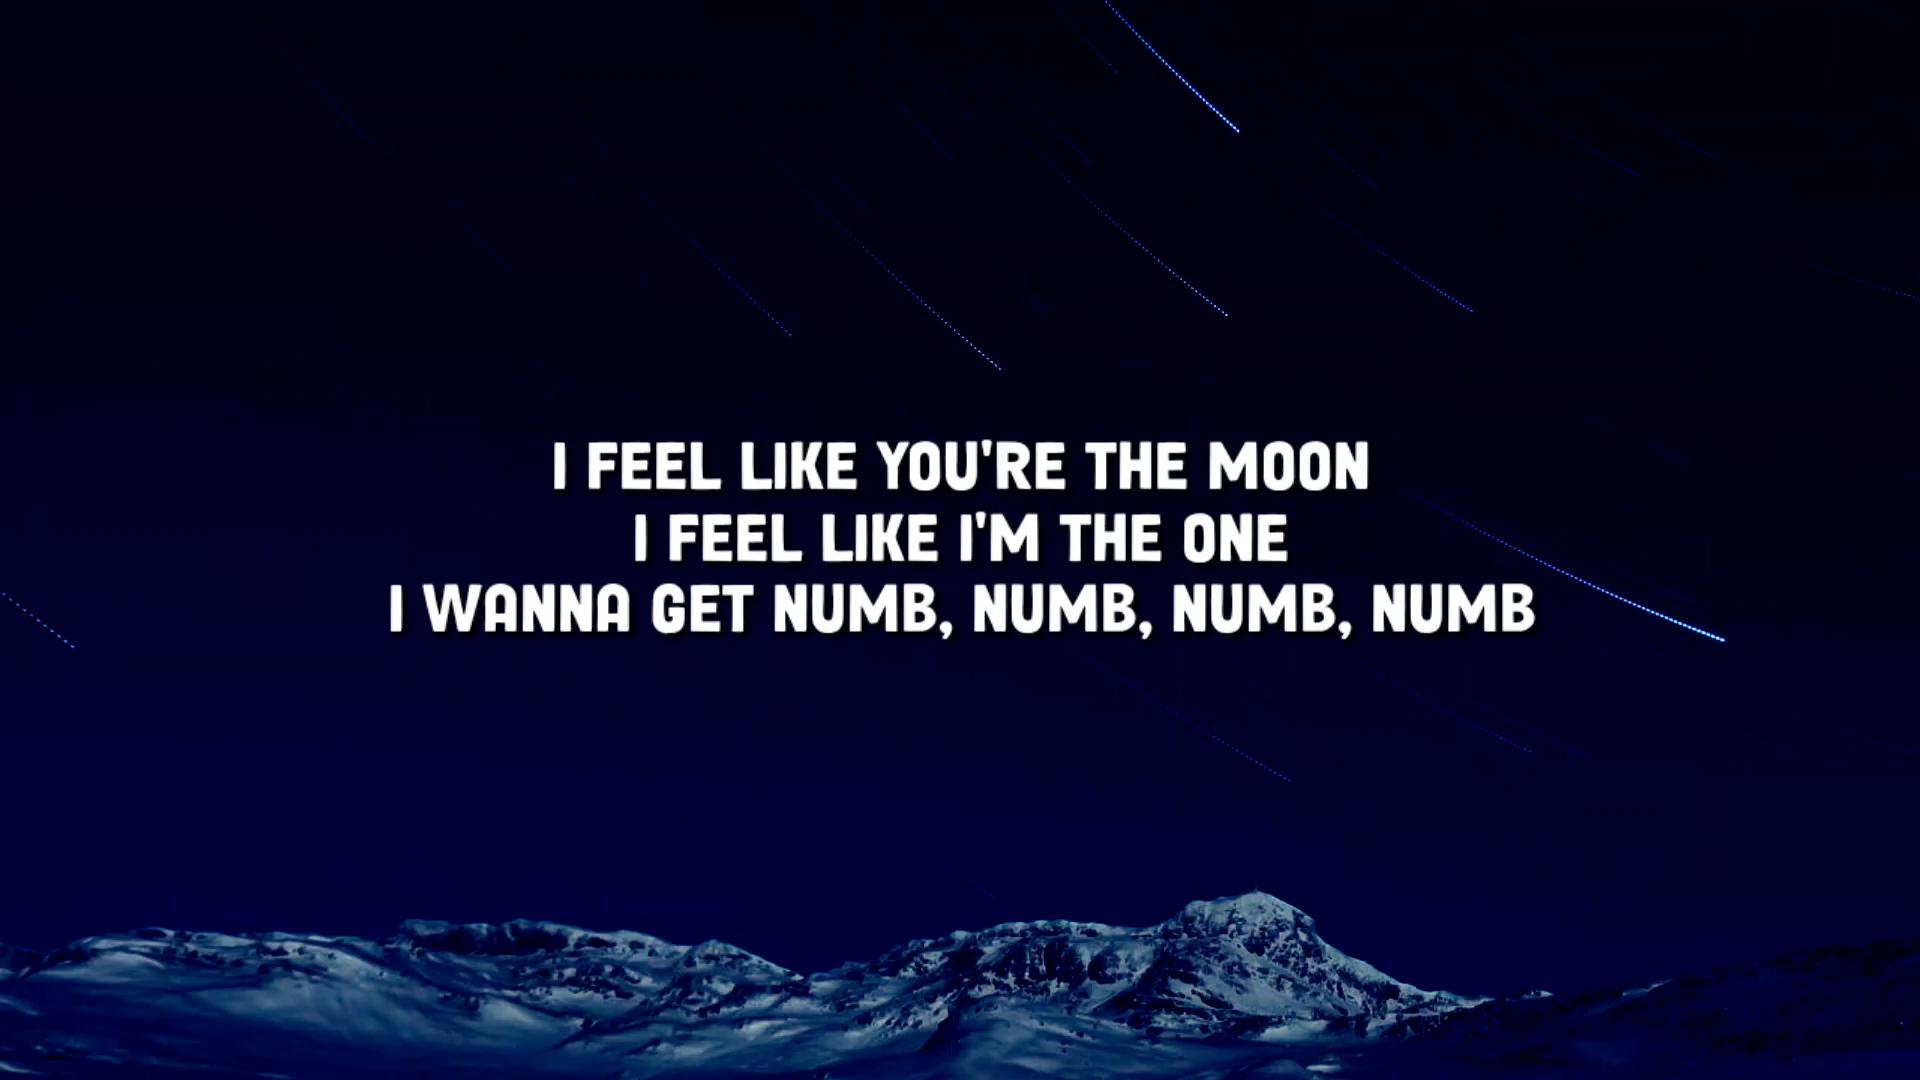 I FEEL LIKE YOU'RE THE MOON
I FEEL LIKE I'M THE ONE
I WANNA GET NUMB, NUMB, NUMB, NUMB